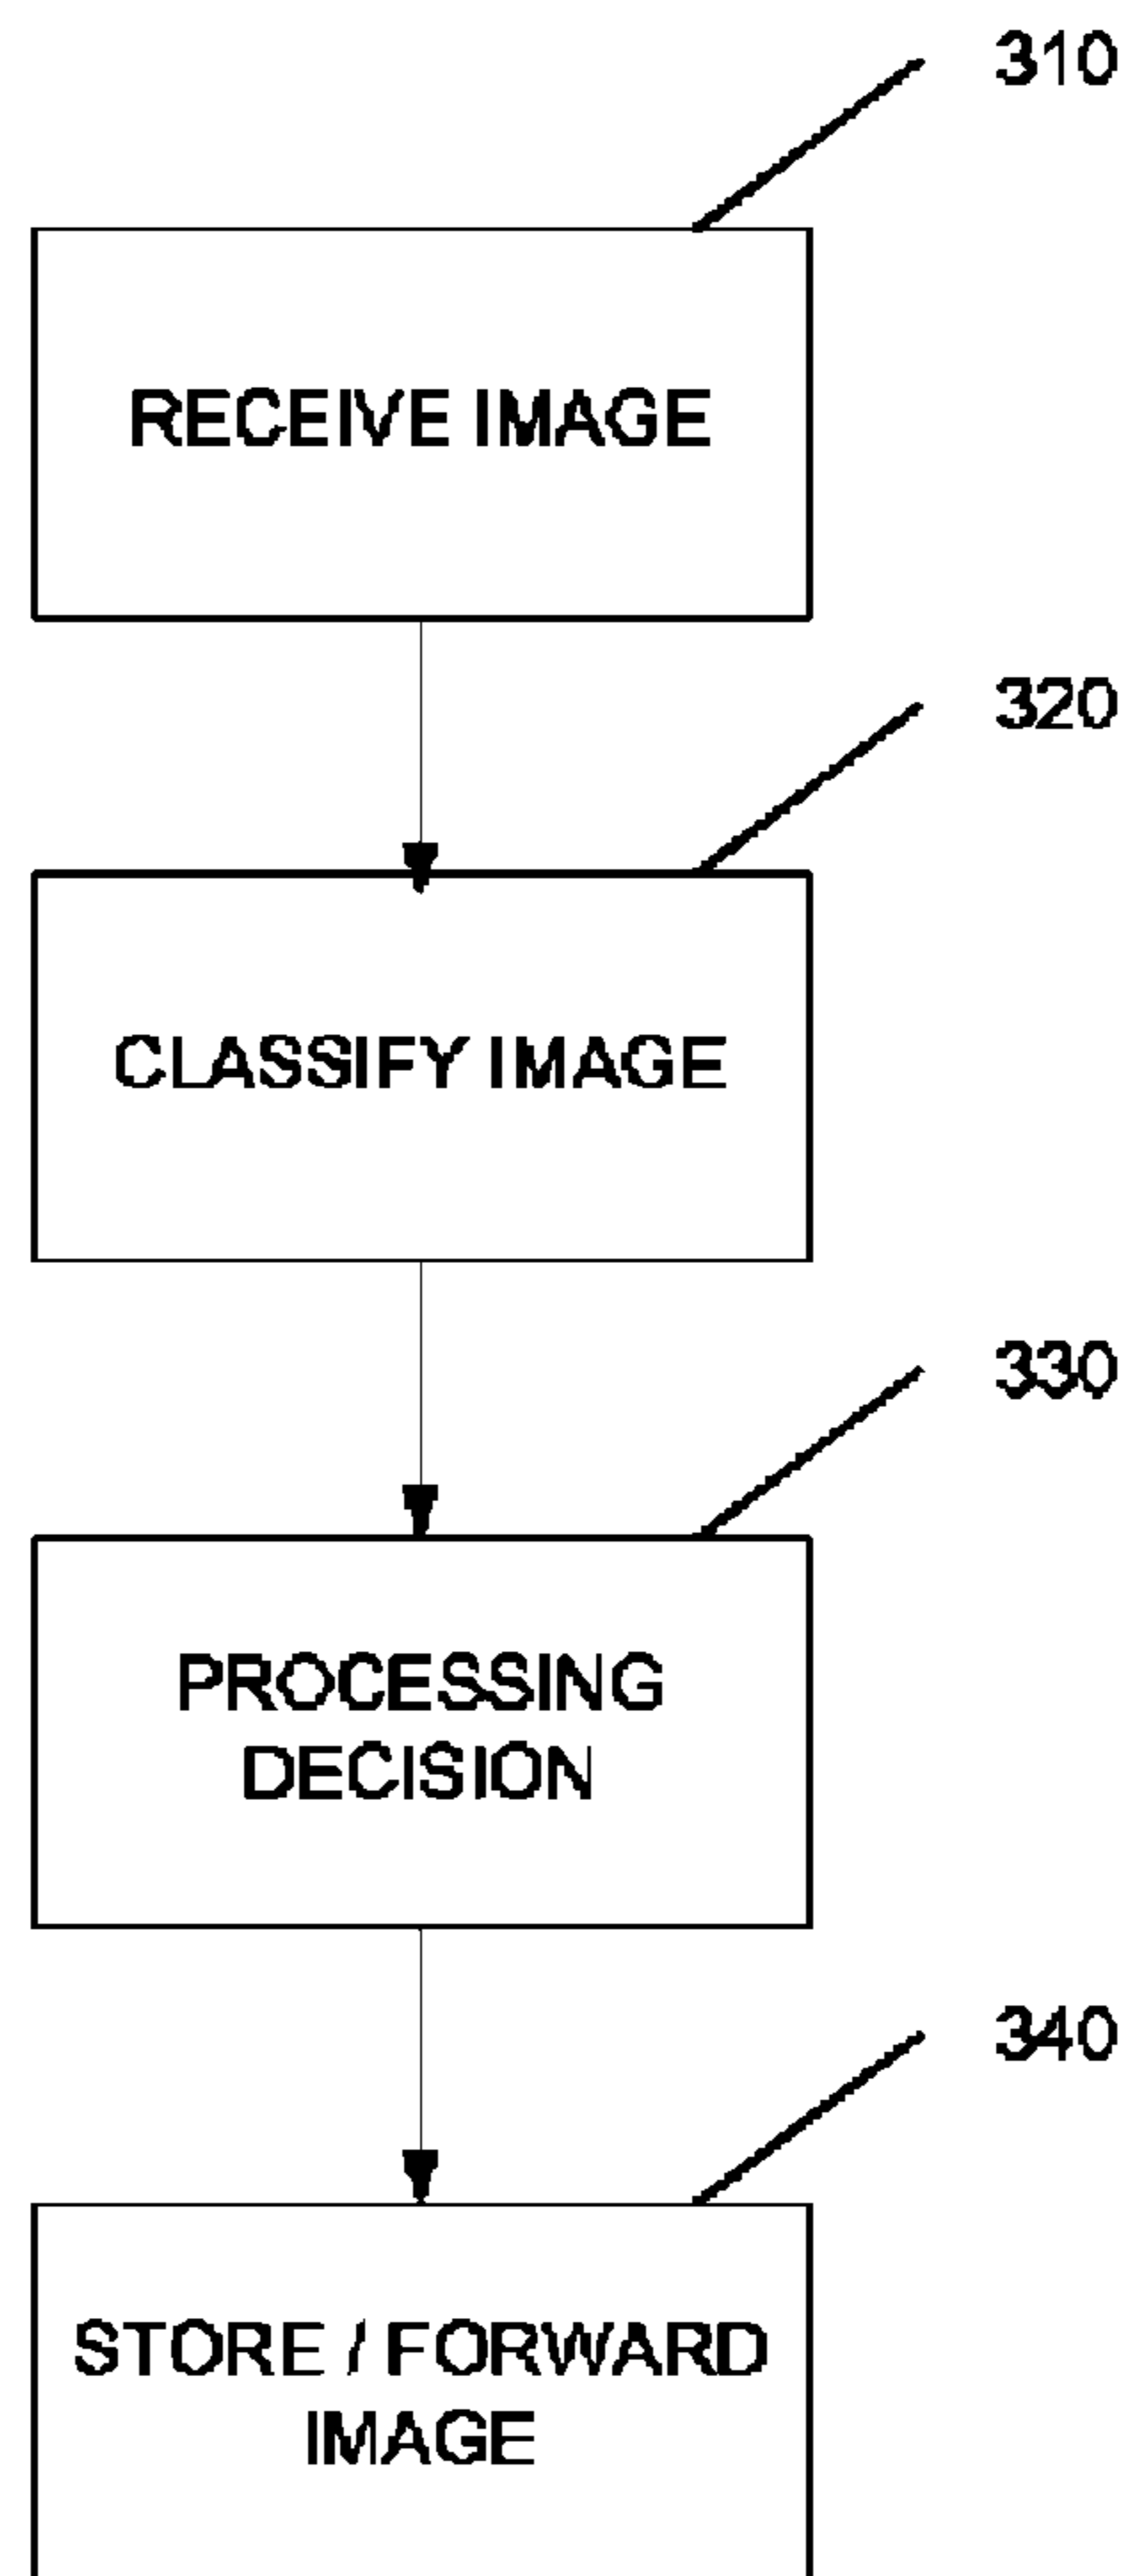 310
RECEIVE IMAGE
320
CLASSIFY IMAGE
330
PROCESSING
DECISION
340
STORE / FORWARD
IMAGE